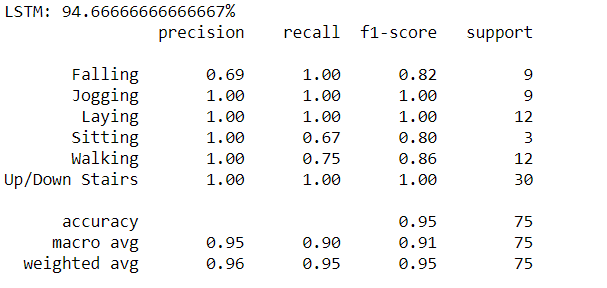 LSTM: 94.66666666666667%
precision recall f1-score support
Falling 0.69 1.00 0.82 9
Jogging 1.00 1.00 1.00 9
Laying 1.00 1.00 1.00 12
Sitting 1.00 0.67 0.80 3
Walking 1.00 0.75 0.86 12
Up/Down Stairs 1.00 1.00 1.00 30
accuracy 0.95 75
macro avg 0.95 0.90 0.91 75
weighted avg 0.96 0.95 0.95 75